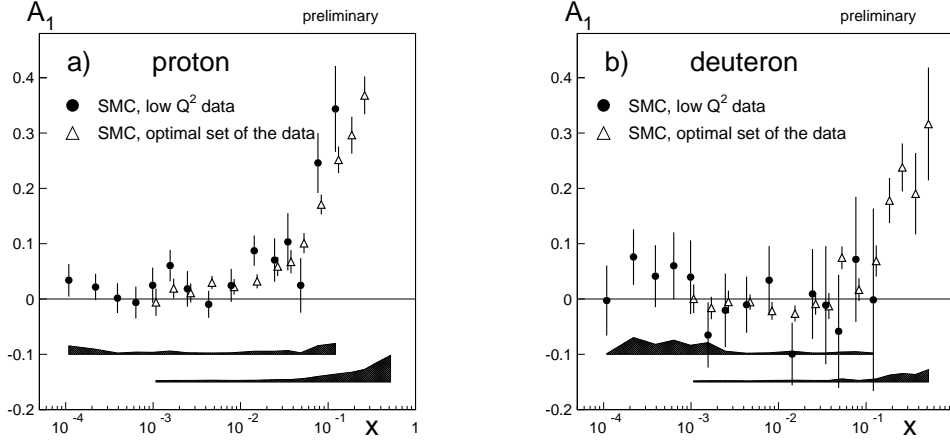 A₁ preliminary
a) proton
SMC, low Q² data
SMC, optimal set of the data
0.4
0.3
0.2
0.1
0
-0.1
-0.2
10⁻⁴ 10⁻³ 10⁻² 10⁻¹ x 1
A₁ preliminary
b) deuteron
SMC, low Q² data
SMC, optimal set of the data
0.4
0.3
0.2
0.1
0
-0.1
-0.2
10⁻⁴ 10⁻³ 10⁻² 10⁻¹ x